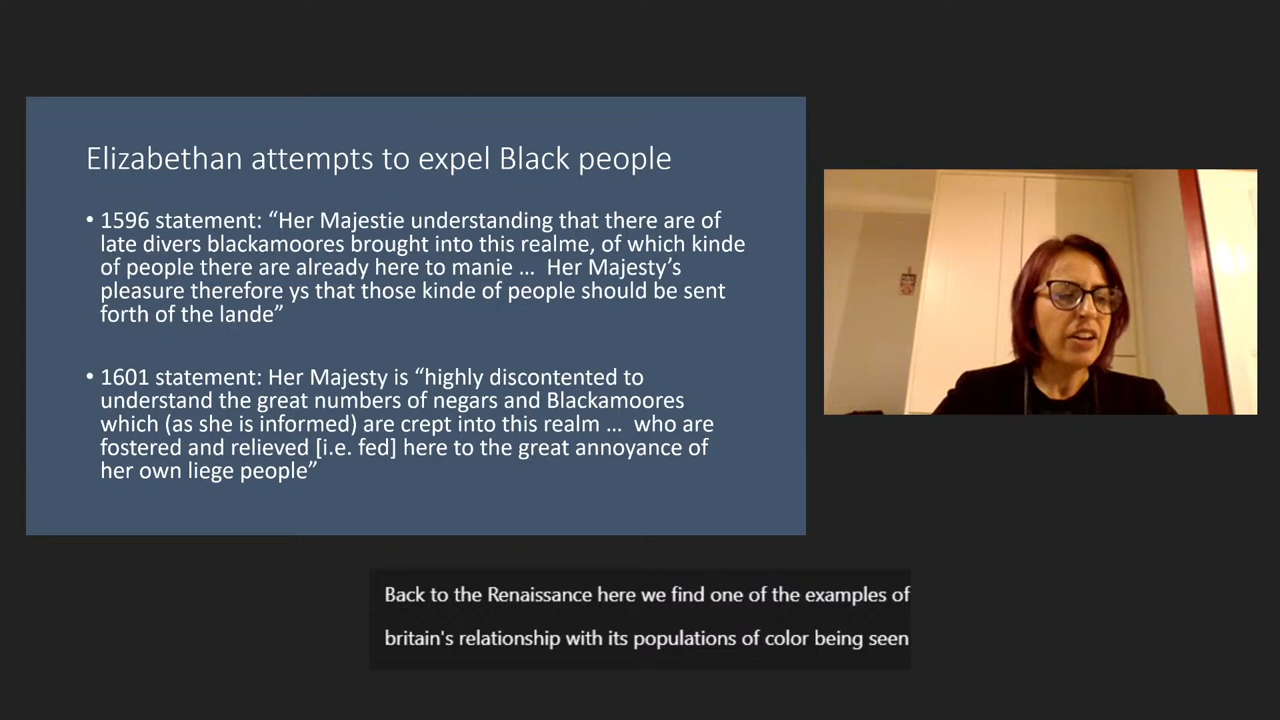 Elizabethan attempts to expel Black people
• 1596 statement: “Her Majestie understanding that there are of
late divers blackamoores brought into this realme, of which kinde
of people there are already here to manie … Her Majesty’s
pleasure therefore ys that those kinde of people should be sent
forth of the lande”
• 1601 statement: Her Majesty is “highly discontented to
understand the great numbers of negars and Blackamoores
which (as she is informed) are crept into this realm … who are
fostered and relieved [i.e. fed] here to the great annoyance of
her own liege people”
Back to the Renaissance here we find one of the examples of
britain's relationship with its populations of color being seen